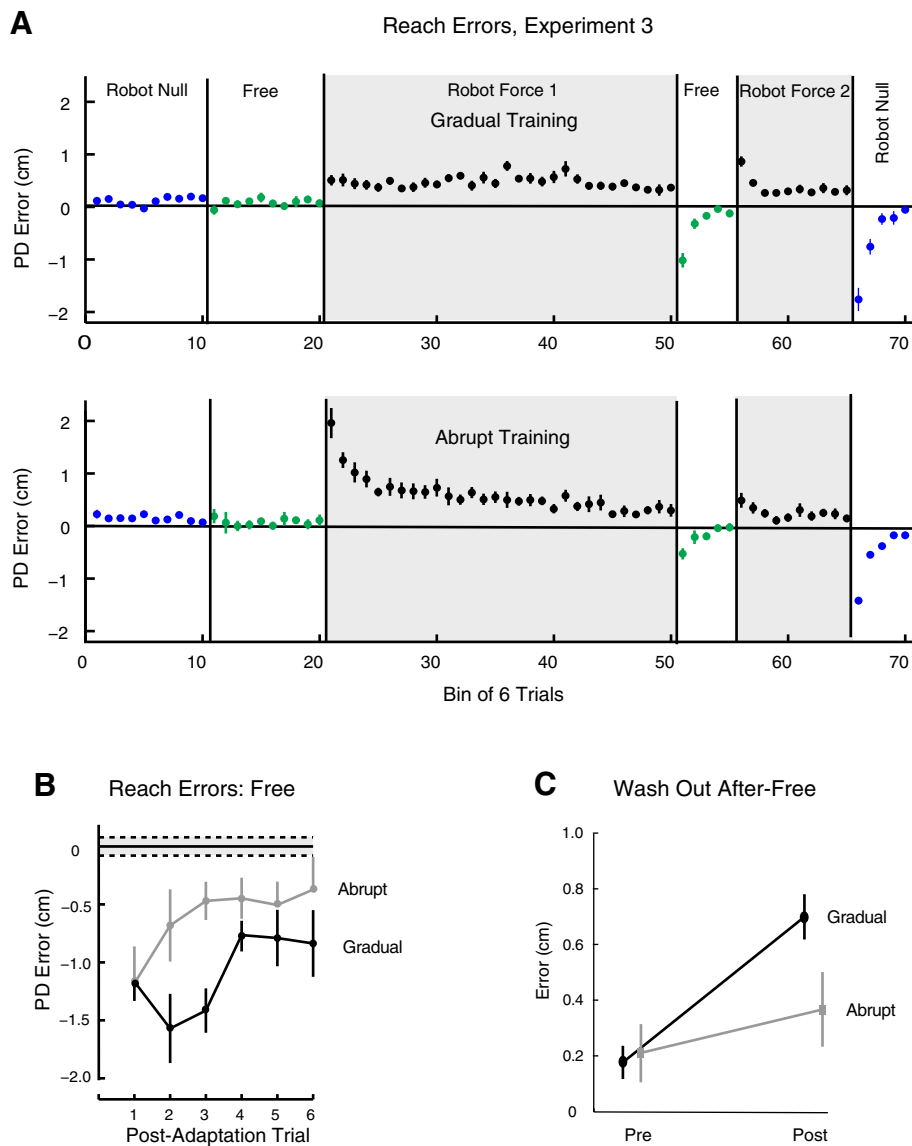 A
Reach Errors, Experiment 3
Robot Null
Free
Robot Force 1
Free
Robot Force 2
Robot Null
Gradual Training
PD Error (cm)
2
1
0
−1
−2
0
10
20
30
40
50
60
70
Abrupt Training
PD Error (cm)
2
1
0
−1
−2
0
10
20
30
40
50
60
70
Bin of 6 Trials
B
Reach Errors: Free
PD Error (cm)
0
−0.5
−1.0
−1.5
−2.0
Abrupt
Gradual
1
2
3
4
5
6
Post-Adaptation Trial
C
Wash Out After-Free
Error (cm)
1.0
0.8
0.6
0.4
0.2
0
Gradual
Abrupt
Pre
Post